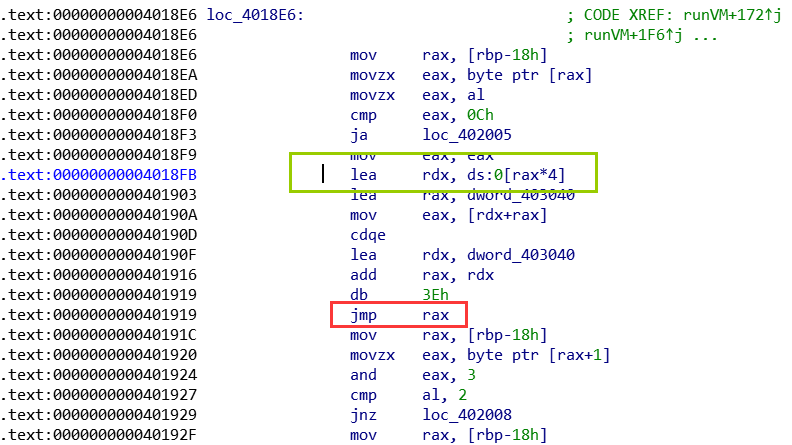 .text:00000000004018E6 loc_4018E6: ; CODE XREF: runVM+172↑j
.text:00000000004018E6 ; runVM+1F6↑j ...
.text:00000000004018E6 mov rax, [rbp-18h]
.text:00000000004018EA movzx eax, byte ptr [rax]
.text:00000000004018ED movzx eax, al
.text:00000000004018F0 cmp eax, 0Ch
.text:00000000004018F3 ja loc_402005
.text:00000000004018F9 mov eax, eax
.text:00000000004018FB lea rdx, ds:0[rax*4]
.text:0000000000401903 lea rax, dword_403040
.text:000000000040190A mov eax, [rdx+rax]
.text:000000000040190D cdqe
.text:000000000040190F lea rdx, dword_403040
.text:0000000000401916 add rax, rdx
.text:0000000000401919 db 3Eh
.text:0000000000401919 jmp rax
.text:000000000040191C mov rax, [rbp-18h]
.text:0000000000401920 movzx eax, byte ptr [rax+1]
.text:0000000000401924 and eax, 3
.text:0000000000401927 cmp al, 2
.text:0000000000401929 jnz loc_402008
.text:000000000040192F mov rax, [rbp-18h]